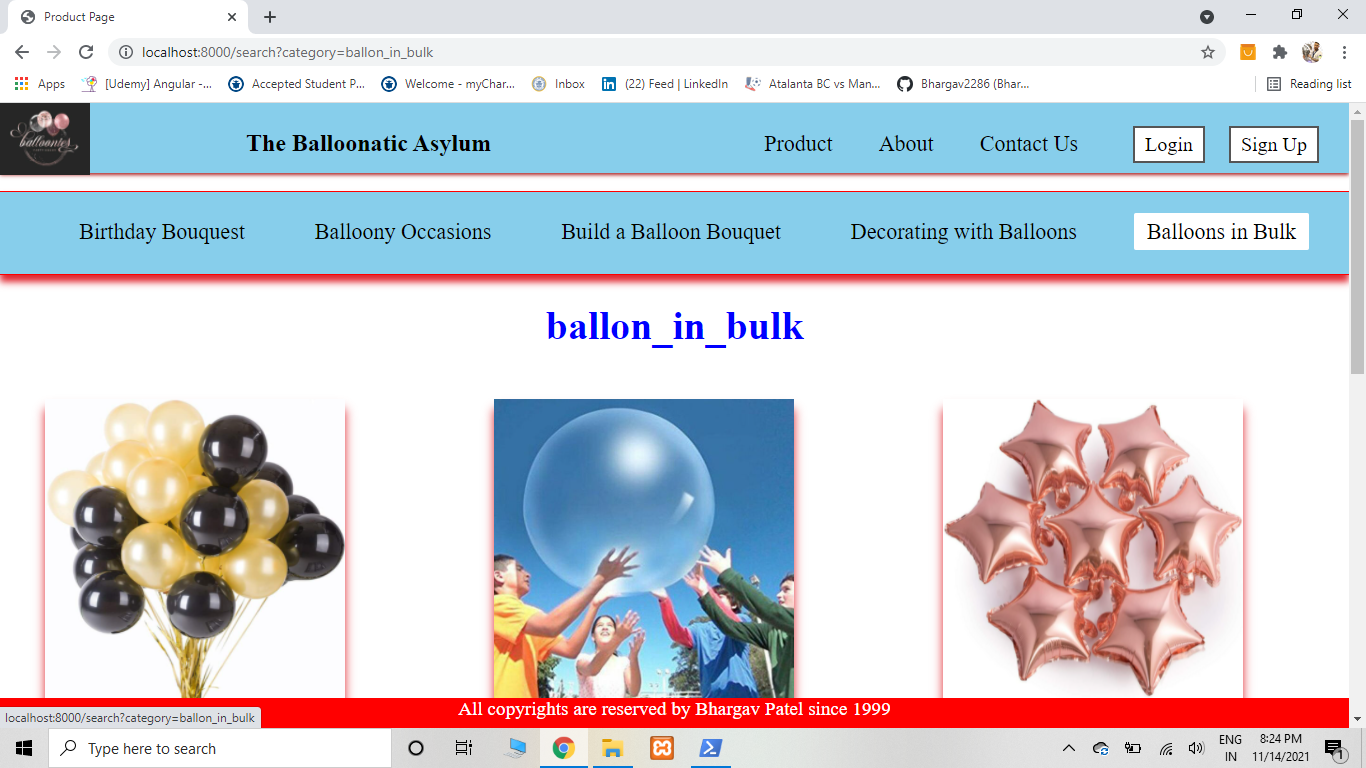 Product Page
localhost:8000/search?category=ballon_in_bulk
Apps [Udemy] Angular -... Accepted Student P... Welcome - myChar... Inbox (22) Feed | LinkedIn Atalanta BC vs Man... Bhargav2286 (Bhar... Reading list
balloontes
The Balloonatic Asylum Product About Contact Us Login Sign Up
Birthday Bouquest Balloony Occasions Build a Balloon Bouquet Decorating with Balloons Balloons in Bulk
ballon_in_bulk
All copyrights are reserved by Bhargav Patel since 1999
localhost:8000/search?category=ballon_in_bulk
Type here to search
ENG 8:24 PM
IN 11/14/2021 1